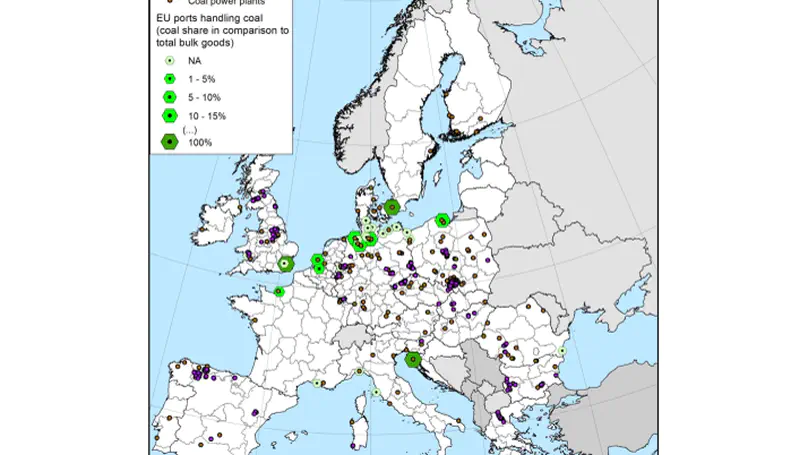 Coal power plants
EU ports handling coal
(coal share in comparison to
total bulk goods)
NA
1 - 5%
5 - 10%
10 - 15%
(...)
100%